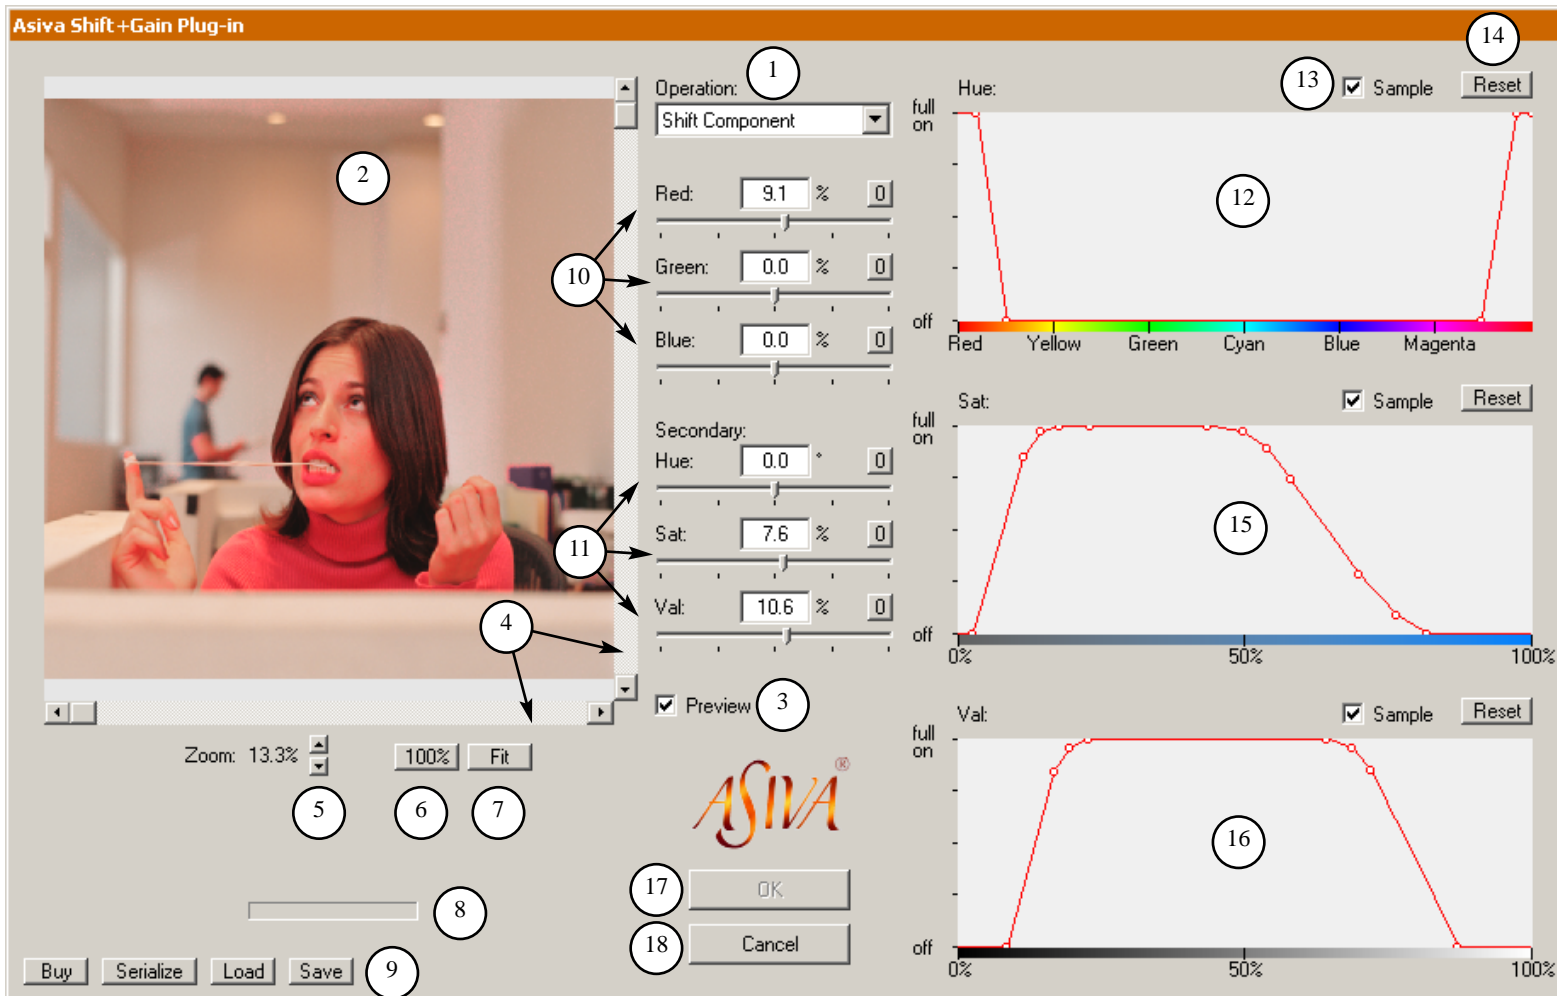 Asiva Shift+Gain Plug-in
1
Operation:
Shift Component
2
Red: 9.1 % 0
Green: 0.0 % 0
Blue: 0.0 % 0
10
Secondary:
Hue: 0.0 ° 0
Sat: 7.6 % 0
Val: 10.6 % 0
11
4
Preview 3
Zoom: 13.3% 100% Fit
5 6 7
ASIVA ®
8
17 OK
18 Cancel
Buy Serialize Load Save 9
14
Hue: 13 Sample Reset
full on
12
off
Red Yellow Green Cyan Blue Magenta
Sat: Sample Reset
full on
15
off
0% 50% 100%
Val: Sample Reset
full on
16
off
0% 50% 100%